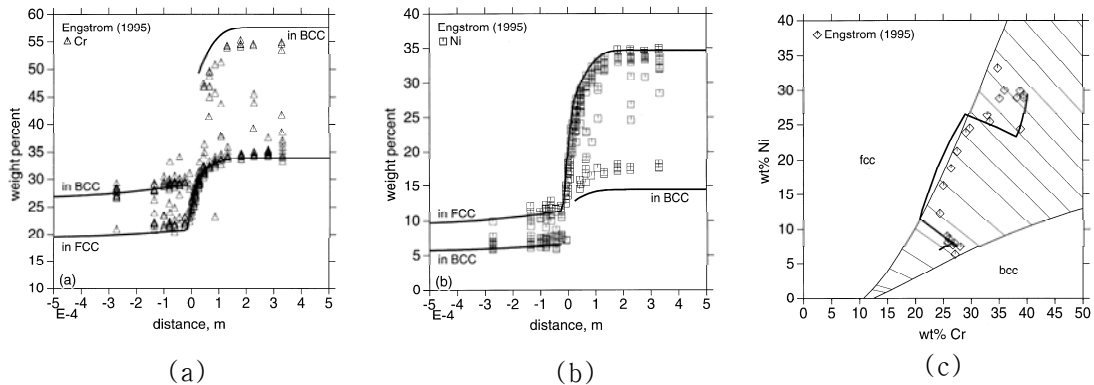 60
55
50
45
40
35
30
25
20
15
10
weight percent
Engstrom (1995)
Cr
in BCC
in BCC
in FCC
(a)
-5 -4 -3 -2 -1 0 1 2 3 4 5
E-4
distance, m
(a)
40
35
30
25
20
15
10
5
0
weight percent
Engstrom (1995)
Ni
in BCC
in FCC
in BCC
(b)
-5 -4 -3 -2 -1 0 1 2 3 4 5
E-4
distance, m
(b)
40
35
30
25
20
15
10
5
0
wt% Ni
Engstrom (1995)
fcc
bcc
0 5 10 15 20 25 30 35 40 45 50
wt% Cr
(c)